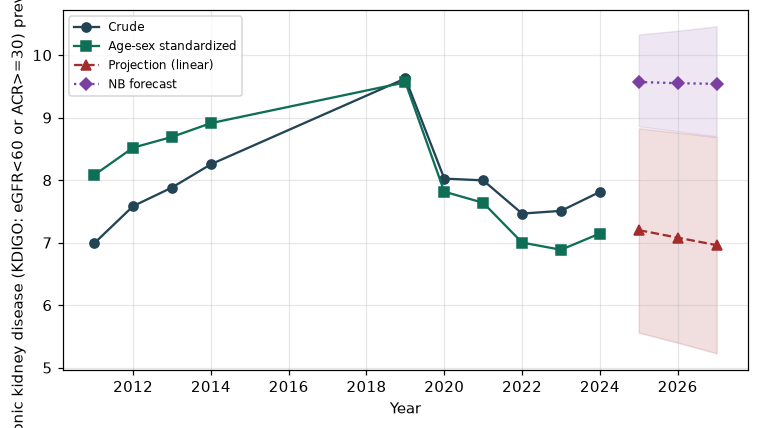 onic kidney disease (KDIGO: eGFR<60 or ACR>=30) prev
Crude
Age-sex standardized
Projection (linear)
NB forecast
10
9
8
7
6
5
2012 2014 2016 2018 2020 2022 2024 2026
Year